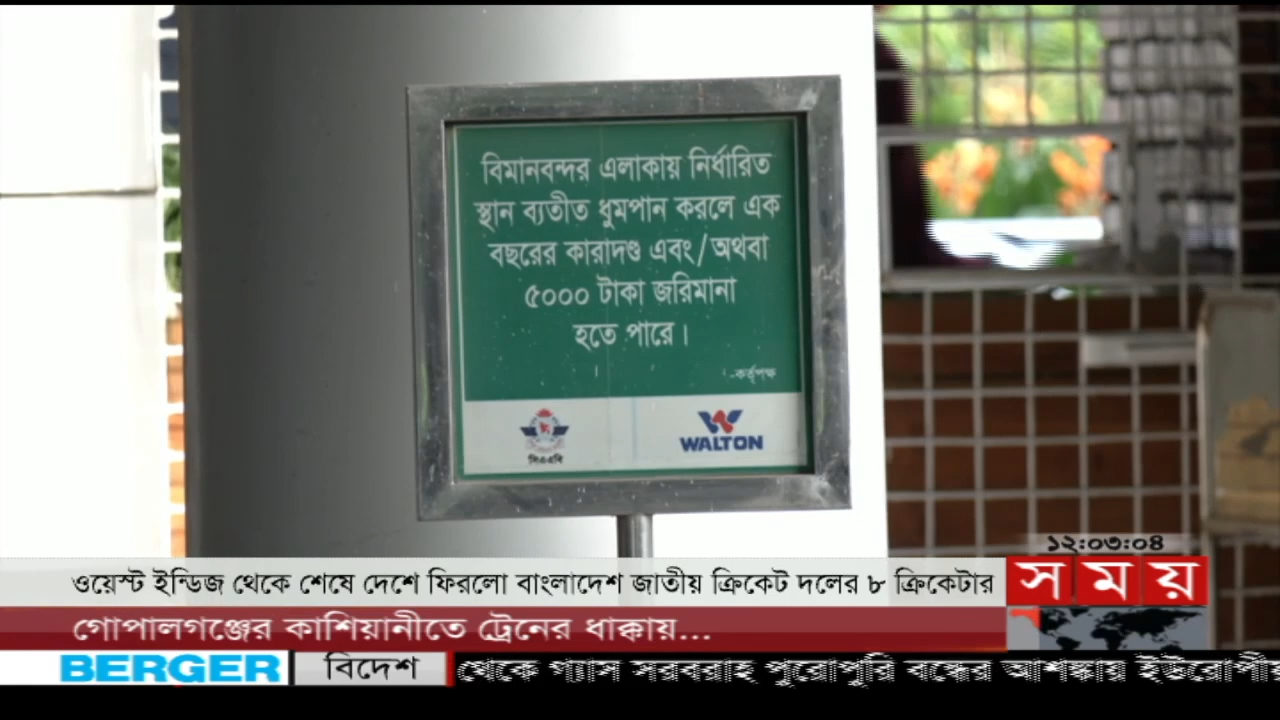 বিমানবন্দর এলাকায় নির্ধারিত
স্থান ব্যতীত ধুমপান করলে এক
বছরের কারাদণ্ড এবং/অথবা
৫০০০ টাকা জরিমানা
হতে পারে।
-কর্তৃপক্ষ
সিএএবি
WALTON
১২:০৩:০৪
ওয়েস্ট ইন্ডিজ থেকে শেষে দেশে ফিরলো বাংলাদেশ জাতীয় ক্রিকেট দলের ৮ ক্রিকেটার
সময়
গোপালগঞ্জের কাশিয়ানীতে ট্রেনের ধাক্কায়...
BERGER
বিদেশ
থেকে গ্যাস সরবরাহ পুরোপুরি বন্ধের আশঙ্কায় ইউরোপীয়